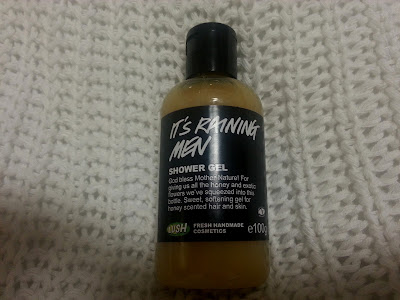 IT'S RAINING
MEN
SHOWER GEL
God bless Mother Nature! For
giving us all the honey and exotic
flowers we've squeezed into this
bottle. Sweet, softening gel for
honey scented hair and skin.
LUSH FRESH HANDMADE
COSMETICS
e100g